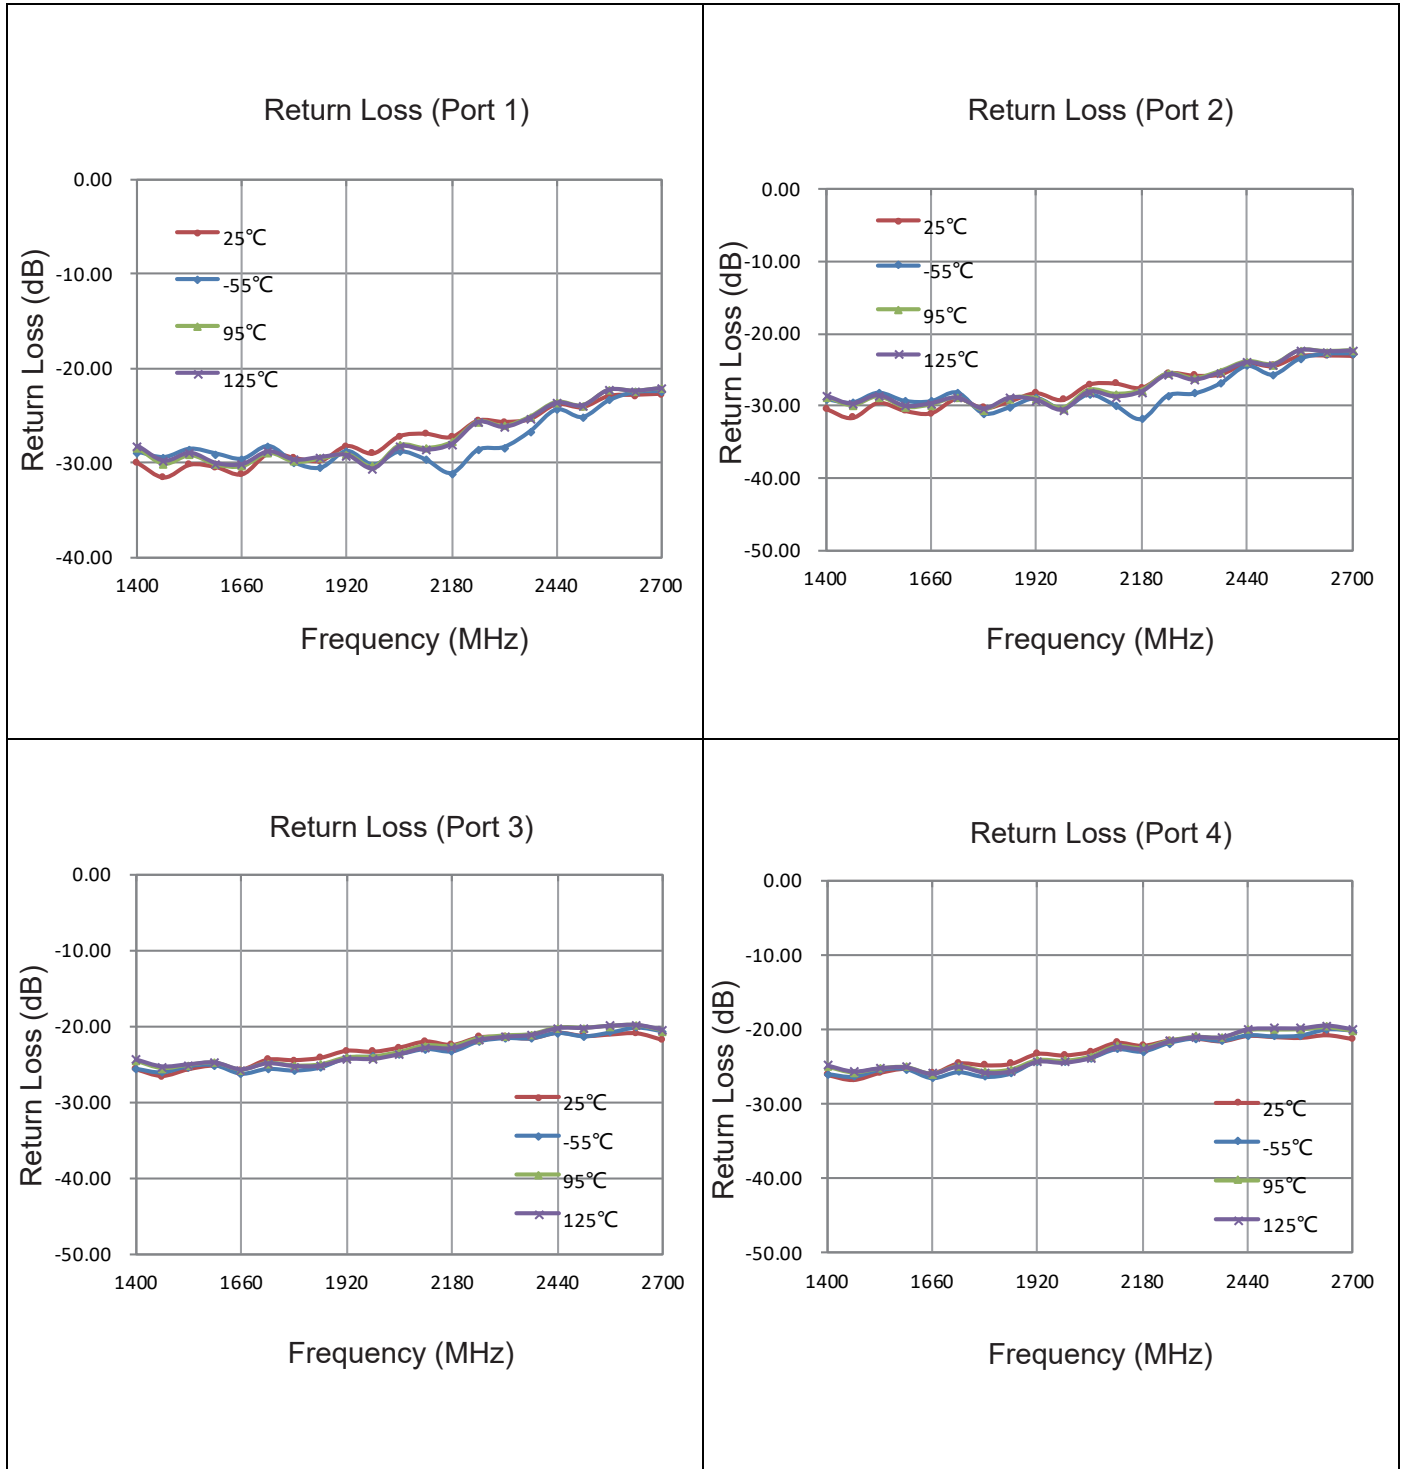 Return Loss (Port 1)
Return Loss (dB)
0.00
-10.00
-20.00
-30.00
-40.00
25℃
-55℃
95℃
125℃
1400 1660 1920 2180 2440 2700
Frequency (MHz)
Return Loss (Port 2)
Return Loss (dB)
0.00
-10.00
-20.00
-30.00
-40.00
-50.00
25℃
-55℃
95℃
125℃
1400 1660 1920 2180 2440 2700
Frequency (MHz)
Return Loss (Port 3)
Return Loss (dB)
0.00
-10.00
-20.00
-30.00
-40.00
-50.00
25℃
-55℃
95℃
125℃
1400 1660 1920 2180 2440 2700
Frequency (MHz)
Return Loss (Port 4)
Return Loss (dB)
0.00
-10.00
-20.00
-30.00
-40.00
-50.00
25℃
-55℃
95℃
125℃
1400 1660 1920 2180 2440 2700
Frequency (MHz)